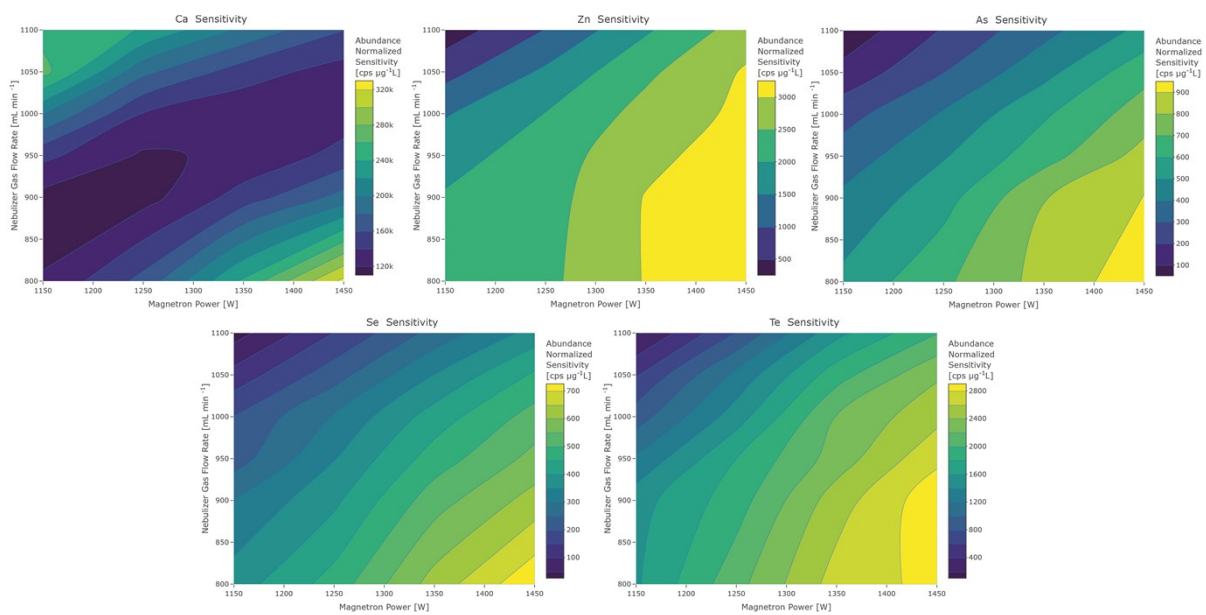 Ca Sensitivity
1100
1050
1000
950
900
850
800
1150
1200
1250
1300
1350
1400
1450
Nebulizer Gas Flow Rate [mL min ⁻¹]
Magnetron Power [W]
Abundance
Normalized
Sensitivity
[cps µg⁻¹L]
320k
280k
240k
200k
160k
120k
Zn Sensitivity
1100
1050
1000
950
900
850
800
1150
1200
1250
1300
1350
1400
1450
Nebulizer Gas Flow Rate [mL min ⁻¹]
Magnetron Power [W]
Abundance
Normalized
Sensitivity
[cps µg⁻¹L]
3000
2500
2000
1500
1000
500
As Sensitivity
1100
1050
1000
950
900
850
800
1150
1200
1250
1300
1350
1400
1450
Nebulizer Gas Flow Rate [mL min ⁻¹]
Magnetron Power [W]
Abundance
Normalized
Sensitivity
[cps µg⁻¹L]
900
800
700
600
500
400
300
200
100
Se Sensitivity
1100
1050
1000
950
900
850
800
1150
1200
1250
1300
1350
1400
1450
Nebulizer Gas Flow Rate [mL min ⁻¹]
Magnetron Power [W]
Abundance
Normalized
Sensitivity
[cps µg⁻¹L]
700
600
500
400
300
200
100
Te Sensitivity
1100
1050
1000
950
900
850
800
1150
1200
1250
1300
1350
1400
1450
Nebulizer Gas Flow Rate [mL min ⁻¹]
Magnetron Power [W]
Abundance
Normalized
Sensitivity
[cps µg⁻¹L]
2800
2400
2000
1600
1200
800
400